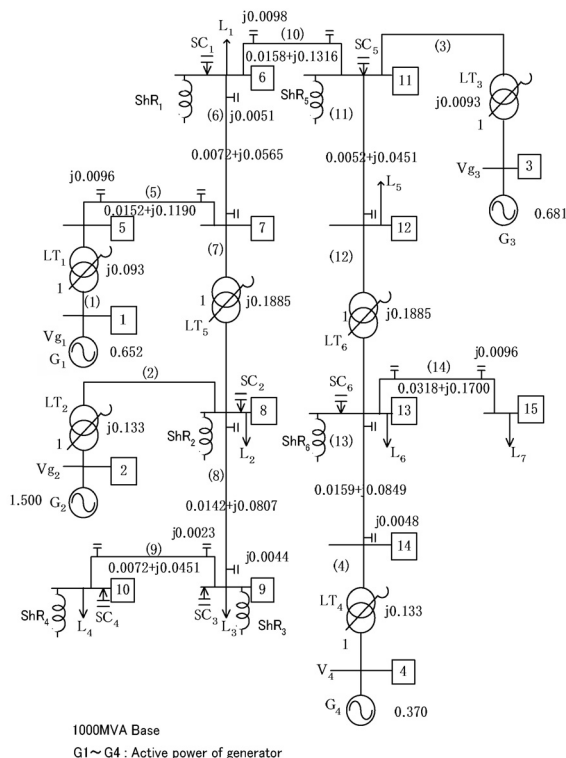 j0.0098
L1
SC1
(10)
0.0158+j0.1316
6
ShR1
(6)
j0.0051
0.0072+j0.0565
SC5
(3)
11
ShR5
(11)
LT3
j0.0093
1
Vg3
3
G3
0.681
0.0052+j0.0451
L5
12
(12)
j0.0096
(5)
0.0152+j0.1190
5
7
(7)
LT1
j0.093
1
(1)
1
Vg1
G1
0.652
1
j0.1885
LT5
1
j0.1885
LT6
(2)
LT2
1
j0.133
Vg2
2
1.500
G2
SC2
8
ShR2
L2
(8)
0.0142+j0.0807
SC6
13
ShR6
(13)
L6
(14)
j0.0096
0.0318+j0.1700
15
L7
0.0159+j0.0849
j0.0048
14
(4)
j0.0023
(9)
0.0072+j0.0451
j0.0044
10
9
ShR4
L4
SC4
SC3
L3
ShR3
LT4
j0.133
1
V4
4
G4
0.370
1000MVA Base
G1~G4 : Active power of generator